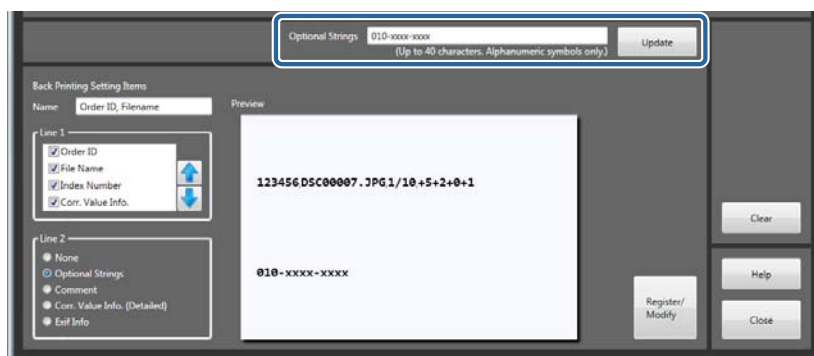 Optional Strings 010-xxxx-xxxx Update
(Up to 40 characters. Alphanumeric symbols only.)
Back Printing Setting Items
Name Order ID, Filename
Preview
Line 1
Order ID
File Name
Index Number
Corr. Value Info.
123456,DSC00007.JPG,1/10,+5+2+0+1
Clear
Line 2
None
Optional Strings
Comment
Corr. Value Info. (Detailed)
Exif Info
010-xxxx-xxxx
Register/
Modify
Help
Close